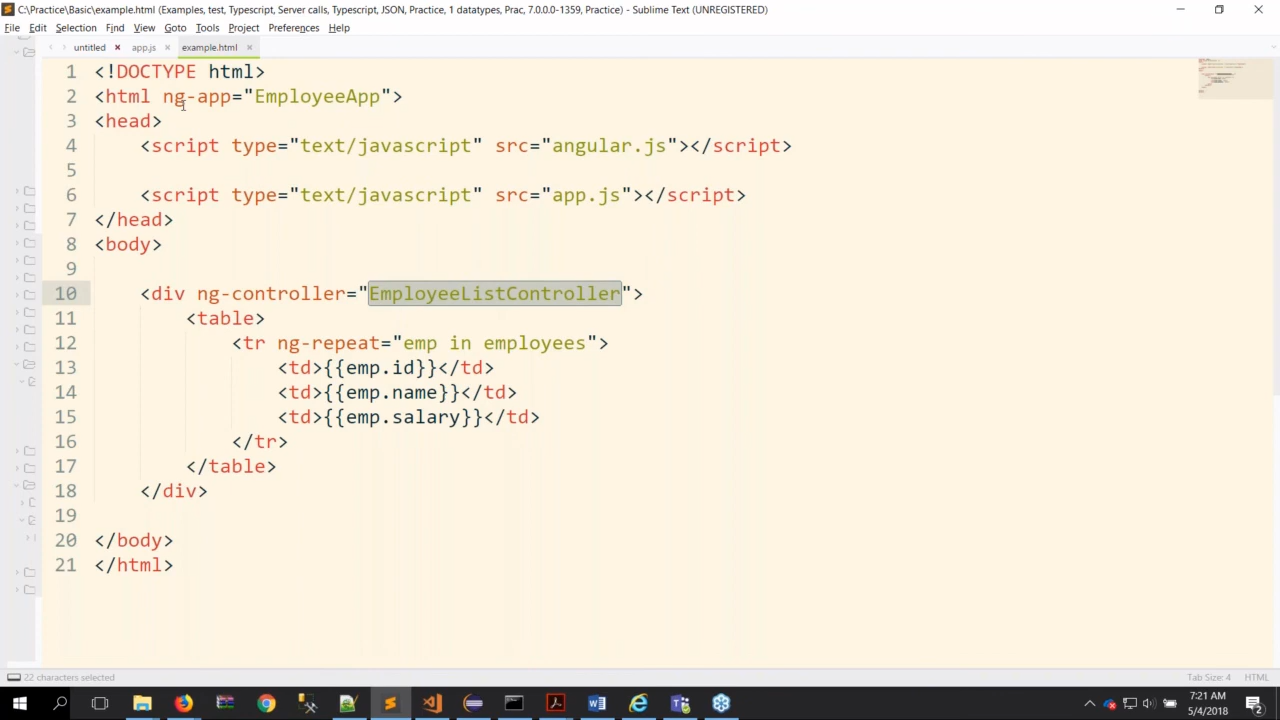 C:\Practice\Basic\example.html (Examples, test, Typescript, Server calls, Typescript, JSON, Practice, 1 datatypes, Prac, 7.0.0.0-1359, Practice) - Sublime Text (UNREGISTERED)
File Edit Selection Find View Goto Tools Project Preferences Help
untitled app.js example.html
1 <!DOCTYPE html>
2 <html ng-app="EmployeeApp">
3 <head>
4 <script type="text/javascript" src="angular.js"></script>
5
6 <script type="text/javascript" src="app.js"></script>
7 </head>
8 <body>
9
10 <div ng-controller="EmployeeListController">
11 <table>
12 <tr ng-repeat="emp in employees">
13 <td>{{emp.id}}</td>
14 <td>{{emp.name}}</td>
15 <td>{{emp.salary}}</td>
16 </tr>
17 </table>
18 </div>
19
20 </body>
21 </html>
22 characters selected Tab Size: 4 HTML
7:21 AM
5/4/2018
2